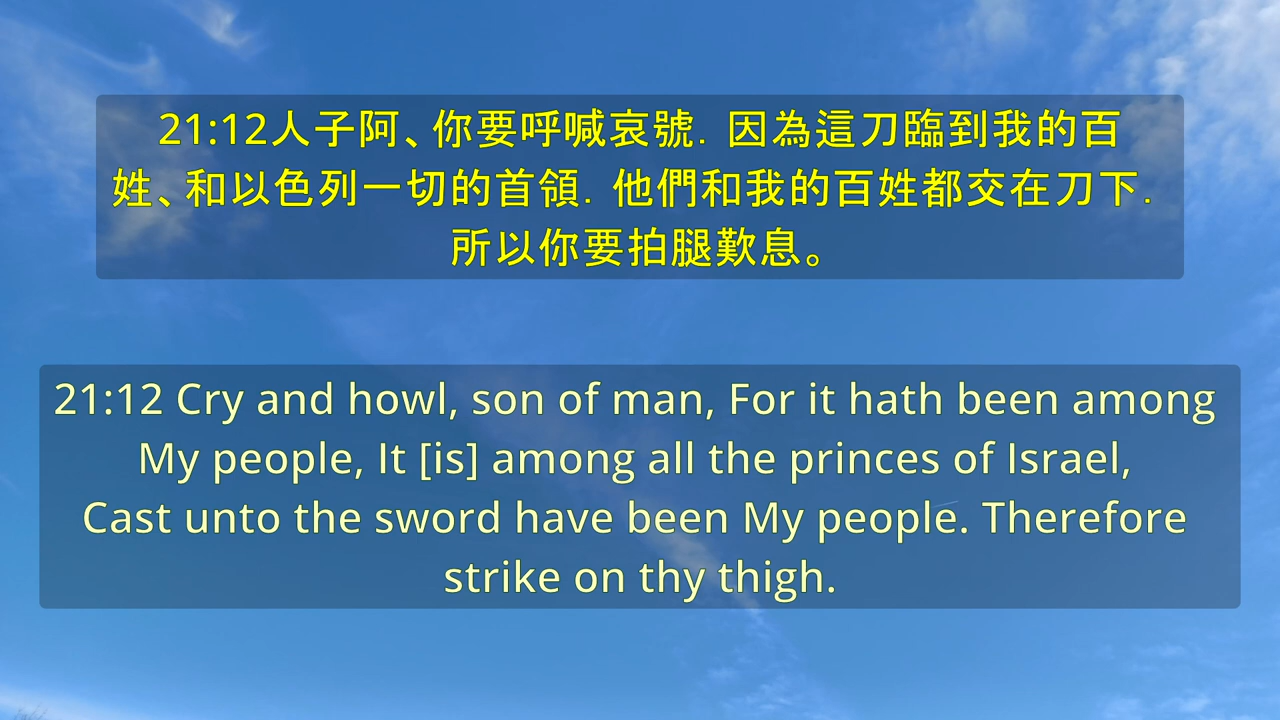 21:12人子阿、你要呼喊哀號. 因為這刀臨到我的百
姓、和以色列一切的首領. 他們和我的百姓都交在刀下.
所以你要拍腿歎息。
21:12 Cry and howl, son of man, For it hath been among
My people, It [is] among all the princes of Israel,
Cast unto the sword have been My people. Therefore
strike on thy thigh.